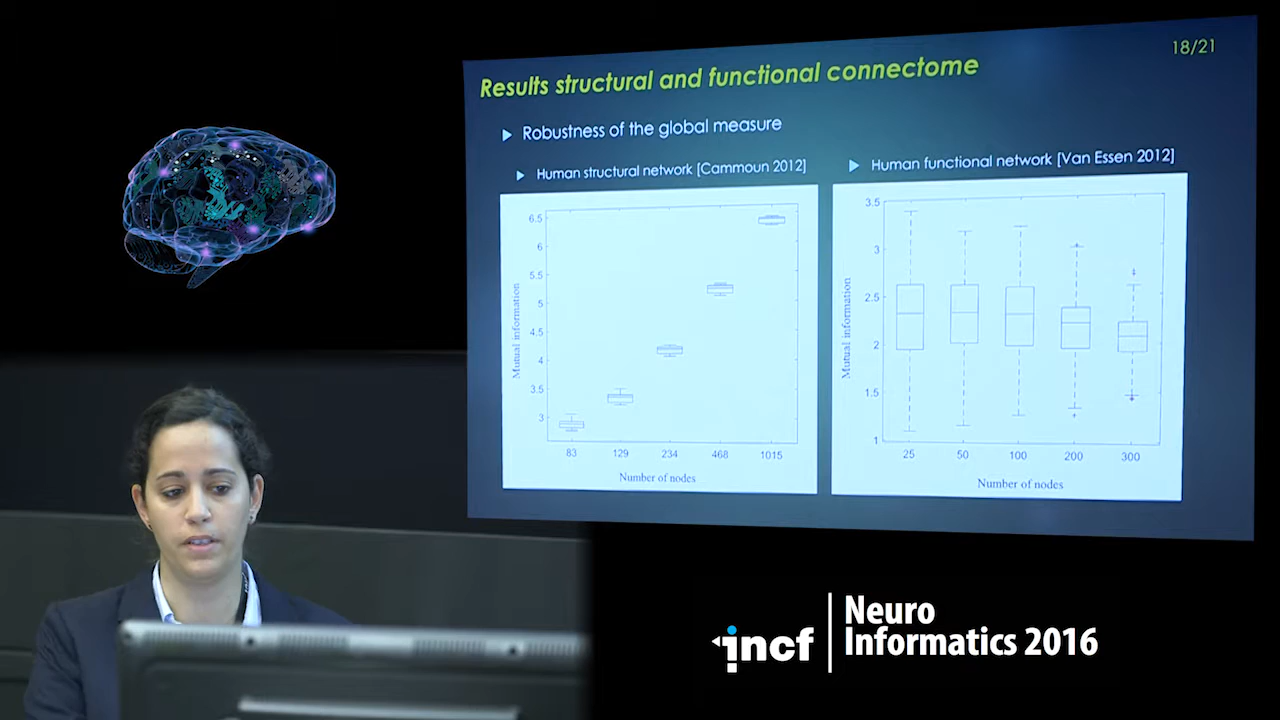 18/21
Results structural and functional connectome
Robustness of the global measure
Human structural network [Cammoun 2012]
Human functional network [Van Essen 2012]
6.5
6
5.5
5
4.5
4
3.5
3
Mutual information
83 129 234 468 1015
Number of nodes
3.5
3
2.5
2
1.5
1
Mutual information
25 50 100 200 300
Number of nodes
incf
Neuro
Informatics 2016